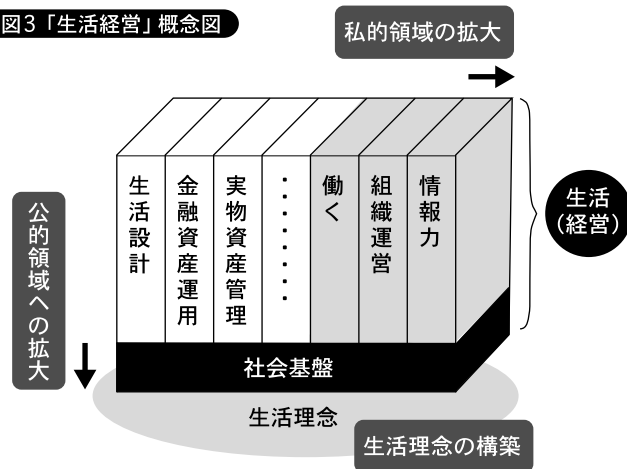 図3「生活経営」概念図
私的領域の拡大
生活設計
金融資産運用
実物資産管理
・・・・・・・・
働く
組織運営
情報力
生活
（経営）
公的領域への拡大
社会基盤
生活理念
生活理念の構築